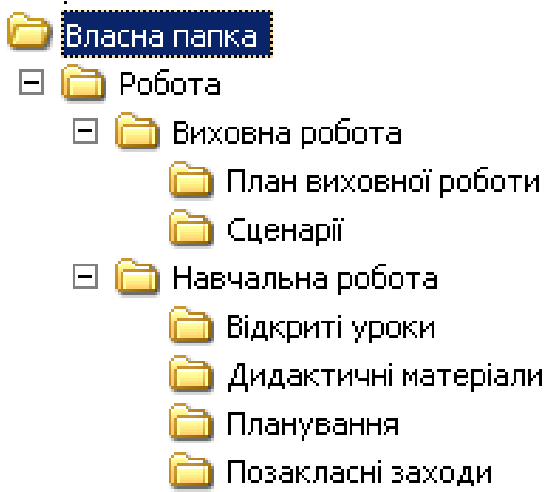 Власна папка
Робота
Виховна робота
План виховної роботи
Сценарії
Навчальна робота
Відкриті уроки
Дидактичні матеріали
Планування
Позакласні заходи